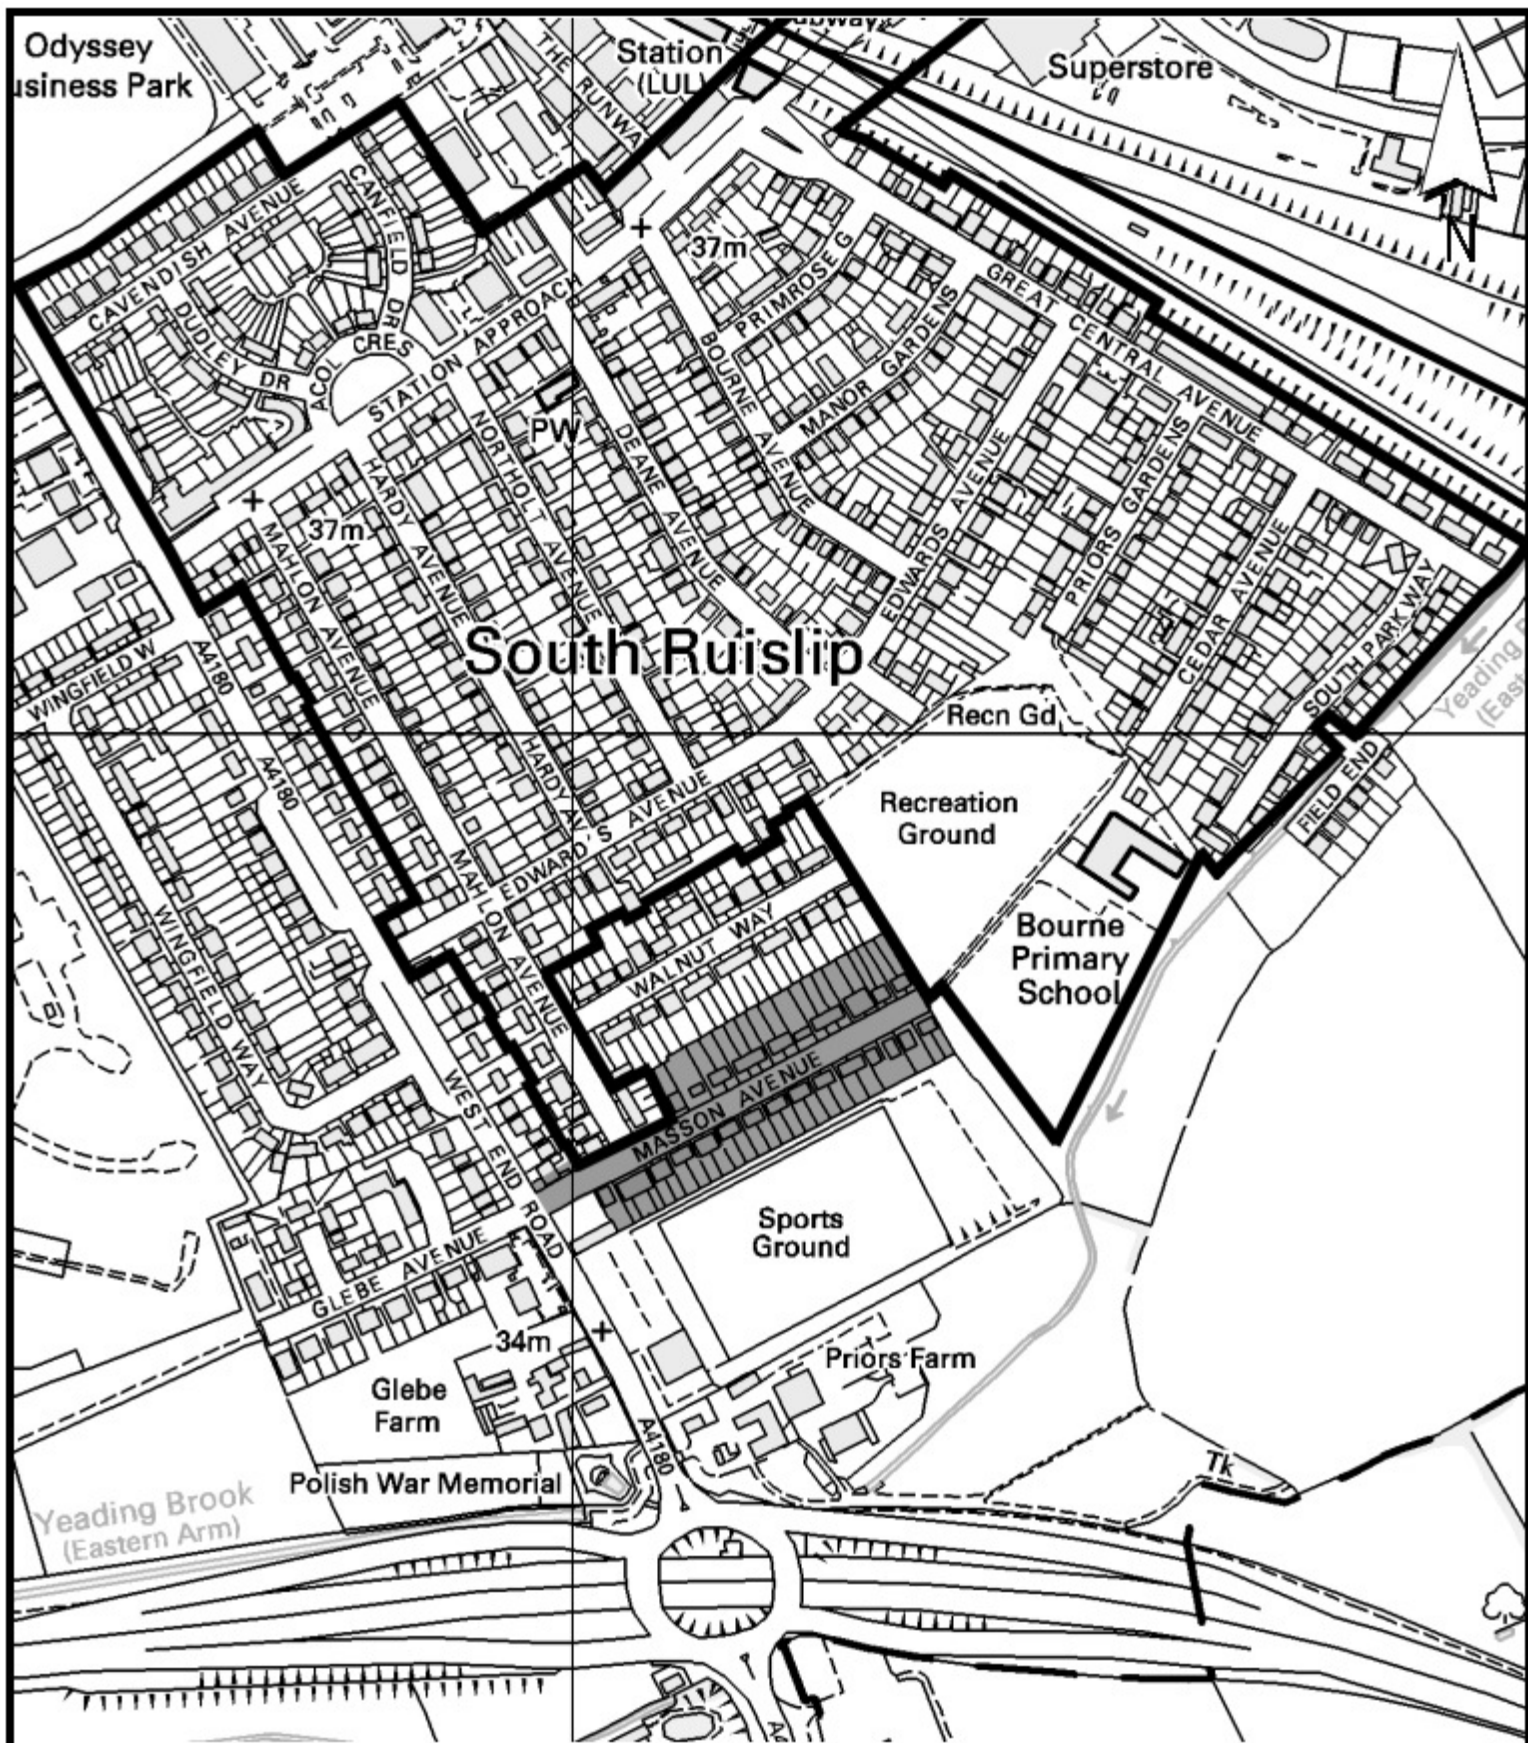 Odyssey
usiness Park
THE RUNWA
Station
(LUL)
ubway
Superstore
N
CAVENDISH AVENUE
CANFIELD DR
DUDLEY DR
ACOL CRES
STATION APPROACH
37m
PRIMROSE G
MANOR GARDENS
GREAT CENTRAL AVENUE
BOURNE AVENUE
PW
NORTHOLT AVENUE
DEANE AVENUE
HARDY AVENUE
37m
MAHLON AVENUE
EDWARDS AVENUE
PRIORS GARDENS
CEDAR AVENUE
SOUTH PARK WAY
South Ruislip
WINGFIELD W
A4180
A4180
Recn Gd
Yeading
(East
FIELD END
HARDY AV
EDWARD'S AVENUE
Recreation
Ground
MAHLON AVENUE
WALNUT WAY
Bourne
Primary
School
WINGFIELD WAY
WEST END ROAD
MASSON AVENUE
Sports
Ground
GLEBE AVENUE
34m
Priors Farm
Glebe
Farm
A4180
Polish War Memorial
Tk
Yeading Brook
(Eastern Arm)